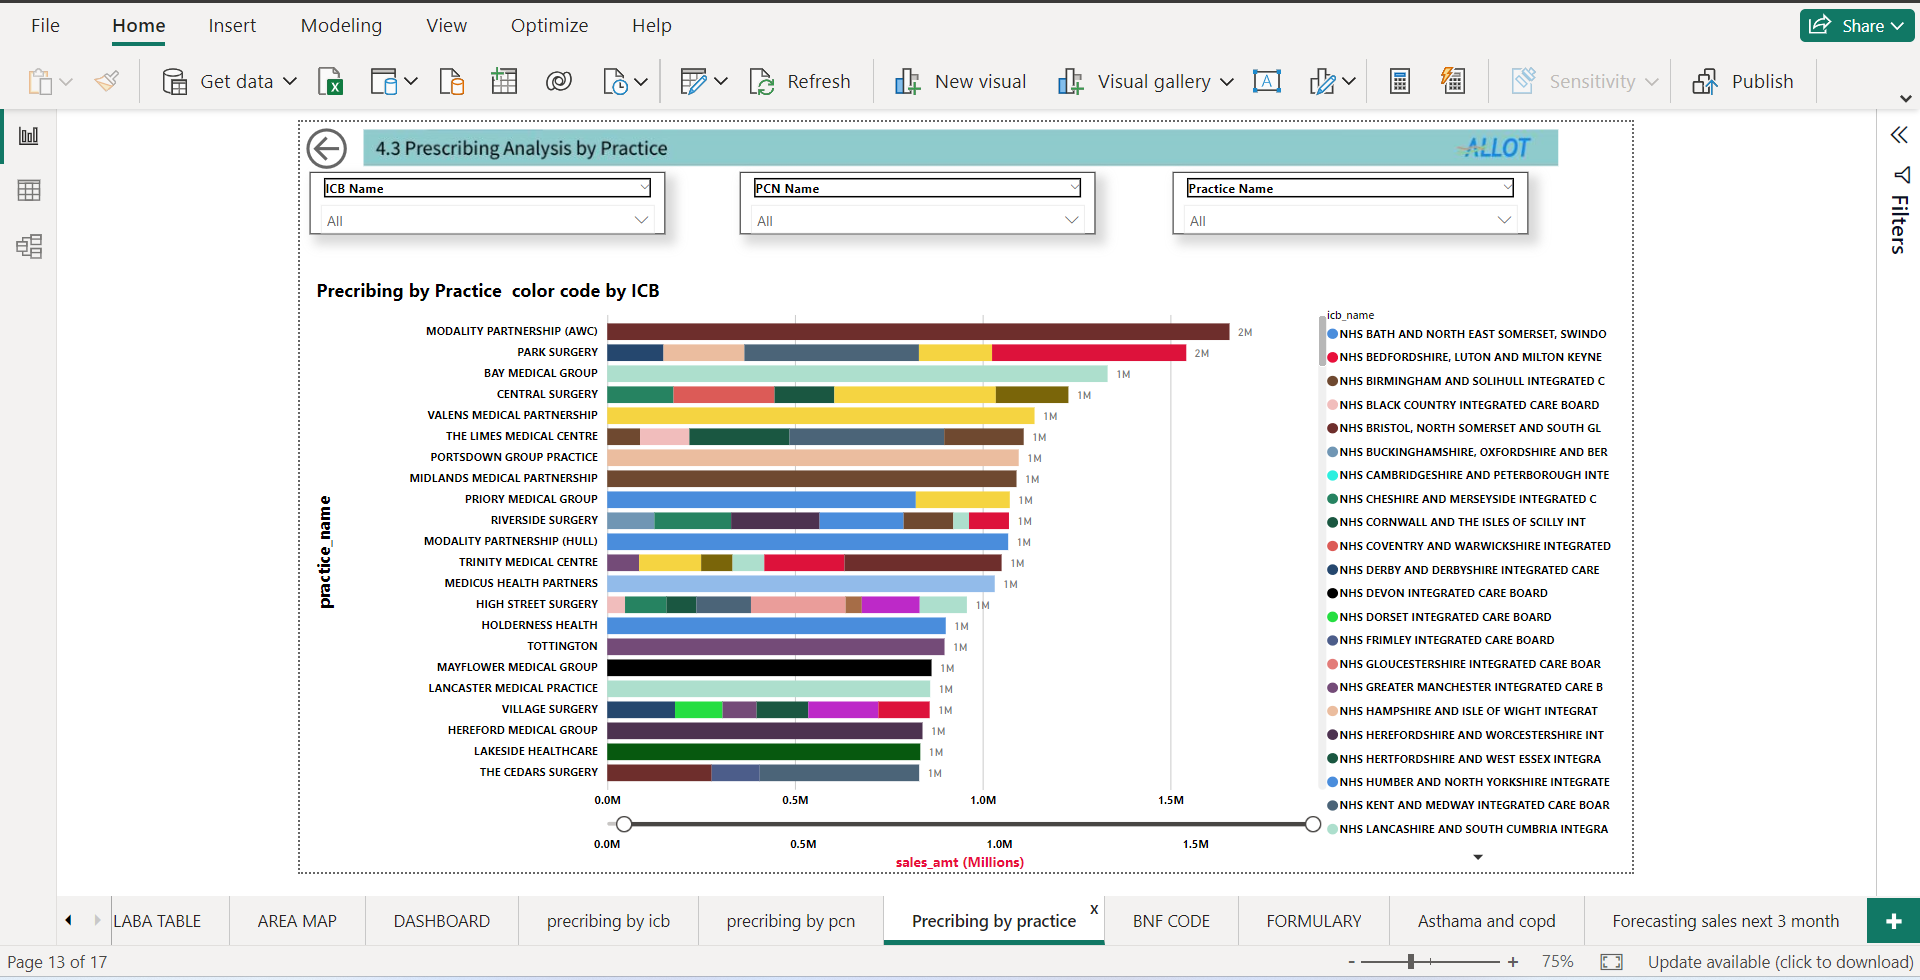 File Home Insert Modeling View Optimize Help Share
Get data Refresh New visual Visual gallery A Sensitivity Publish
4.3 Prescribing Analysis by Practice
ALLOT
ICB Name
All
PCN Name
All
Practice Name
All
Filters
Precribing by Practice color code by ICB
practice_name
MODALITY PARTNERSHIP (AWC) 2M
PARK SURGERY 2M
BAY MEDICAL GROUP 1M
CENTRAL SURGERY 1M
VALENS MEDICAL PARTNERSHIP 1M
THE LIMES MEDICAL CENTRE 1M
PORTSDOWN GROUP PRACTICE 1M
MIDLANDS MEDICAL PARTNERSHIP 1M
PRIORY MEDICAL GROUP 1M
RIVERSIDE SURGERY 1M
MODALITY PARTNERSHIP (HULL) 1M
TRINITY MEDICAL CENTRE 1M
MEDICUS HEALTH PARTNERS 1M
HIGH STREET SURGERY 1M
HOLDERNESS HEALTH 1M
TOTTINGTON 1M
MAYFLOWER MEDICAL GROUP 1M
LANCASTER MEDICAL PRACTICE 1M
VILLAGE SURGERY 1M
HEREFORD MEDICAL GROUP 1M
LAKESIDE HEALTHCARE 1M
THE CEDARS SURGERY 1M
0.0M 0.5M 1.0M 1.5M
0.0M 0.5M 1.0M 1.5M
sales_amt (Millions)
icb_name
NHS BATH AND NORTH EAST SOMERSET, SWINDO
NHS BEDFORDSHIRE, LUTON AND MILTON KEYNE
NHS BIRMINGHAM AND SOLIHULL INTEGRATED C
NHS BLACK COUNTRY INTEGRATED CARE BOARD
NHS BRISTOL, NORTH SOMERSET AND SOUTH GL
NHS BUCKINGHAMSHIRE, OXFORDSHIRE AND BER
NHS CAMBRIDGESHIRE AND PETERBOROUGH INTE
NHS CHESHIRE AND MERSEYSIDE INTEGRATED C
NHS CORNWALL AND THE ISLES OF SCILLY INT
NHS COVENTRY AND WARWICKSHIRE INTEGRATED
NHS DERBY AND DERBYSHIRE INTEGRATED CARE
NHS DEVON INTEGRATED CARE BOARD
NHS DORSET INTEGRATED CARE BOARD
NHS FRIMLEY INTEGRATED CARE BOARD
NHS GLOUCESTERSHIRE INTEGRATED CARE BOAR
NHS GREATER MANCHESTER INTEGRATED CARE B
NHS HAMPSHIRE AND ISLE OF WIGHT INTEGRAT
NHS HEREFORDSHIRE AND WORCESTERSHIRE INT
NHS HERTFORDSHIRE AND WEST ESSEX INTEGRA
NHS HUMBER AND NORTH YORKSHIRE INTEGRATE
NHS KENT AND MEDWAY INTEGRATED CARE BOAR
NHS LANCASHIRE AND SOUTH CUMBRIA INTEGRA
LABA TABLE AREA MAP DASHBOARD precribing by icb precribing by pcn Precribing by practice x BNF CODE FORMULARY Asthama and copd Forecasting sales next 3 month +
Page 13 of 17 - + 75% Update available (click to download)